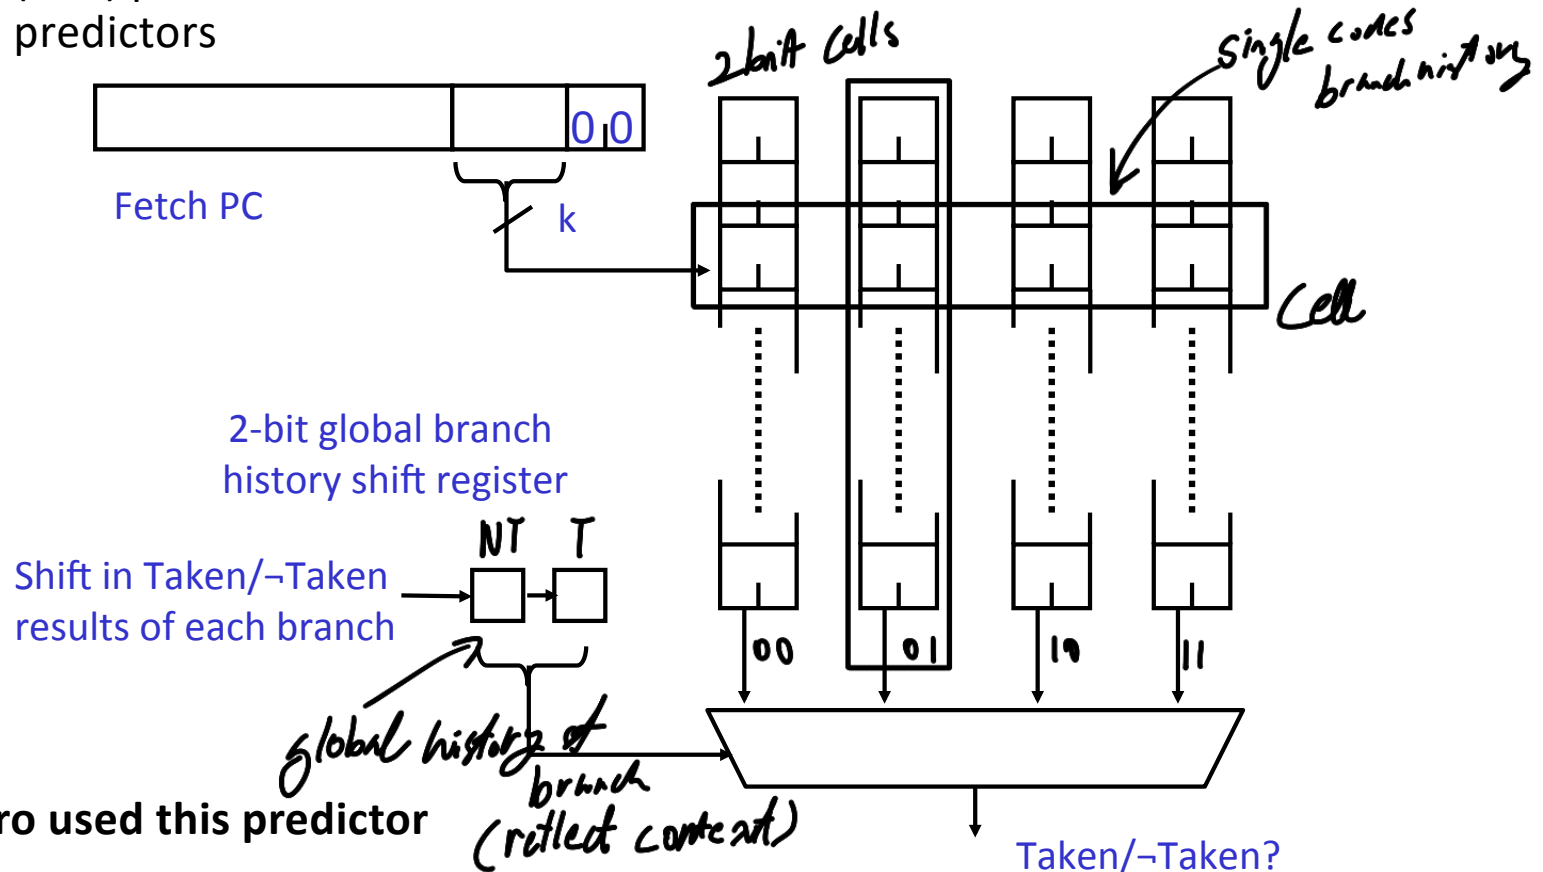 predictors
2bit cells
single codes
branch history
0 0
Fetch PC
k
Cell
2-bit global branch
history shift register
NT T
Shift in Taken/¬Taken
results of each branch
00 01 10 11
global history of
branch
(reflect context)
ro used this predictor
Taken/¬Taken?